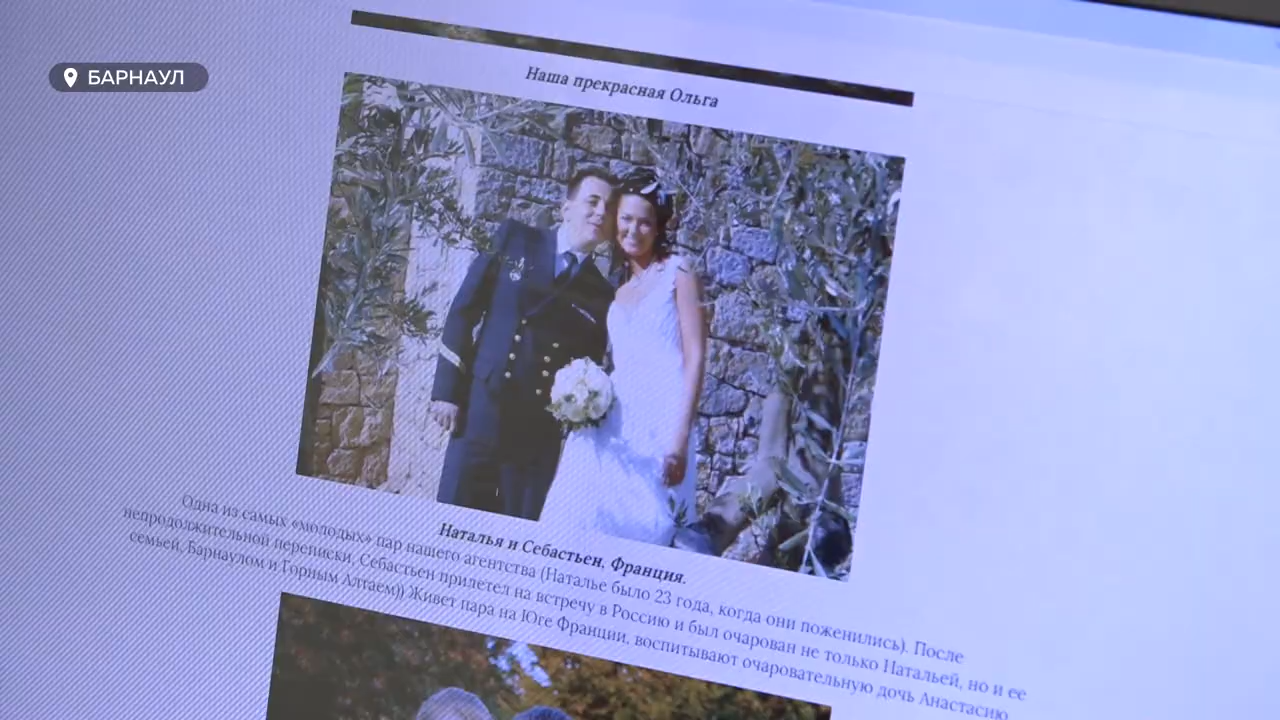 БАРНАУЛ
Наша прекрасная Ольга
Наталья и Себастьен, Франция.
Одна из самых «молодых» пар нашего агентства (Наталье было 23 года, когда они поженились). После
непродолжительной переписки, Себастьен прилетел на встречу в Россию и был очарован не только Натальей, но и ее
семьей, Барнаулом и Горным Алтаем)) Живет пара на Юге Франции, воспитывают очаровательную дочь Анастасию